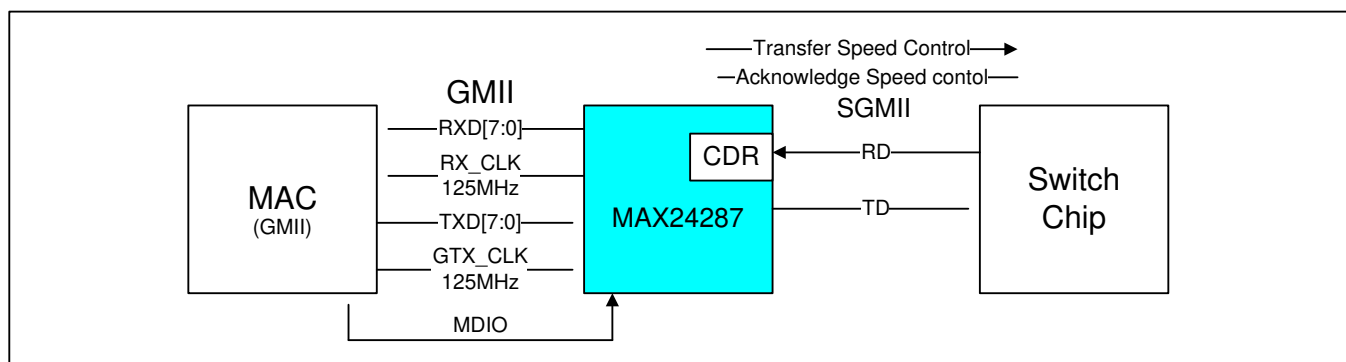 Transfer Speed Control
Acknowledge Speed contol
GMII
SGMII
RXD[7:0]
CDR
RD
RX_CLK
125MHz
MAC
(GMII)
Switch
Chip
TXD[7:0]
MAX24287
TD
GTX_CLK
125MHz
MDIO